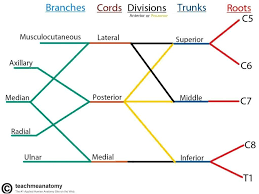 Branches Cords Divisions Trunks Roots
Anterior or Posterior
C5
Musculocutaneous Lateral Superior
Axillary
C6
Median Posterior Middle C7
Radial
C8
Ulnar Medial Inferior
T1
© teachmeanatomy